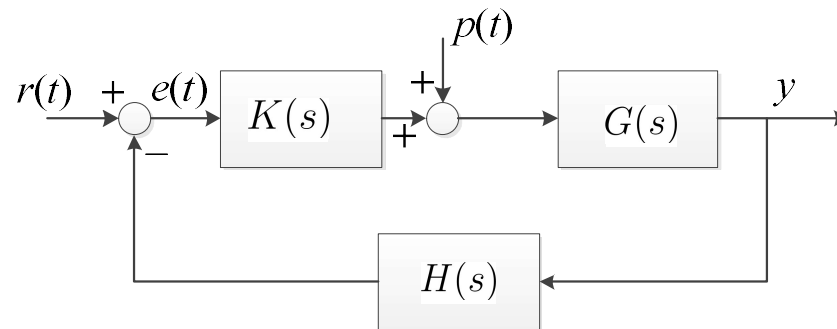 p(t)
r(t) + e(t) K(s) + + G(s) y
−
H(s)